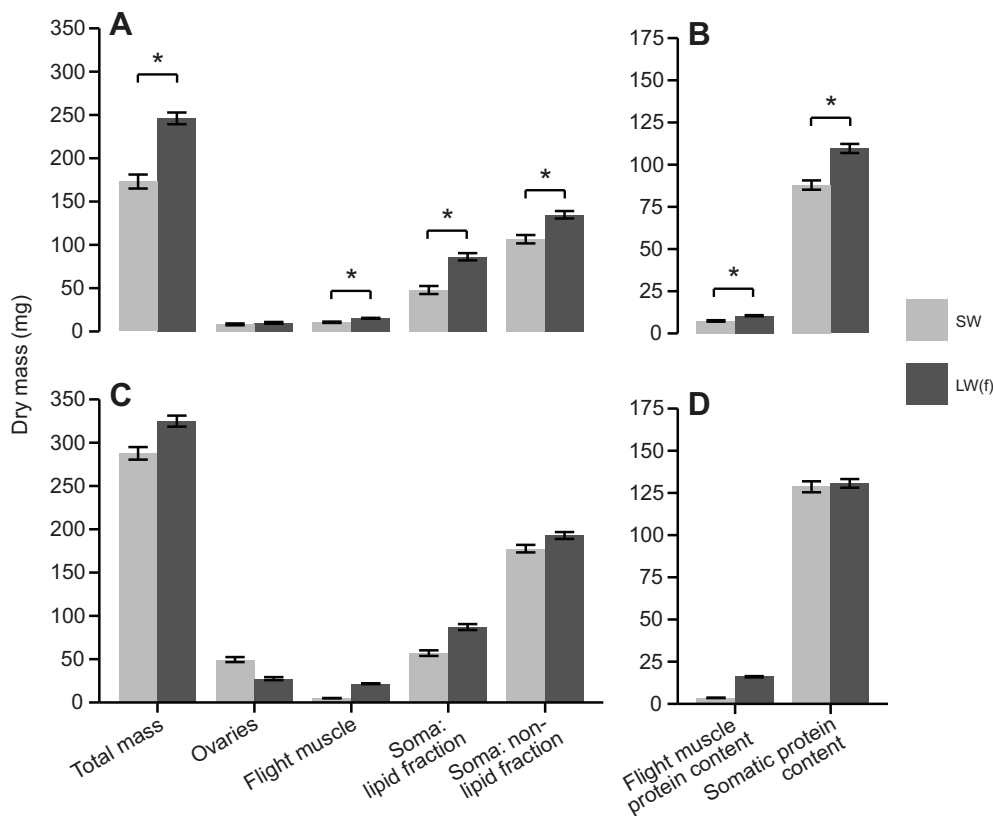 A
B
Dry mass (mg)
350
300
250
200
150
100
50
0
*
*
*
*
175
150
125
100
75
50
25
0
*
*
SW
LW(f)
C
D
350
300
250
200
150
100
50
0
175
150
125
100
75
50
25
0
Total mass
Ovaries
Flight muscle
Soma:
lipid fraction
Soma: non-
lipid fraction
Flight muscle
protein content
Somatic protein
content